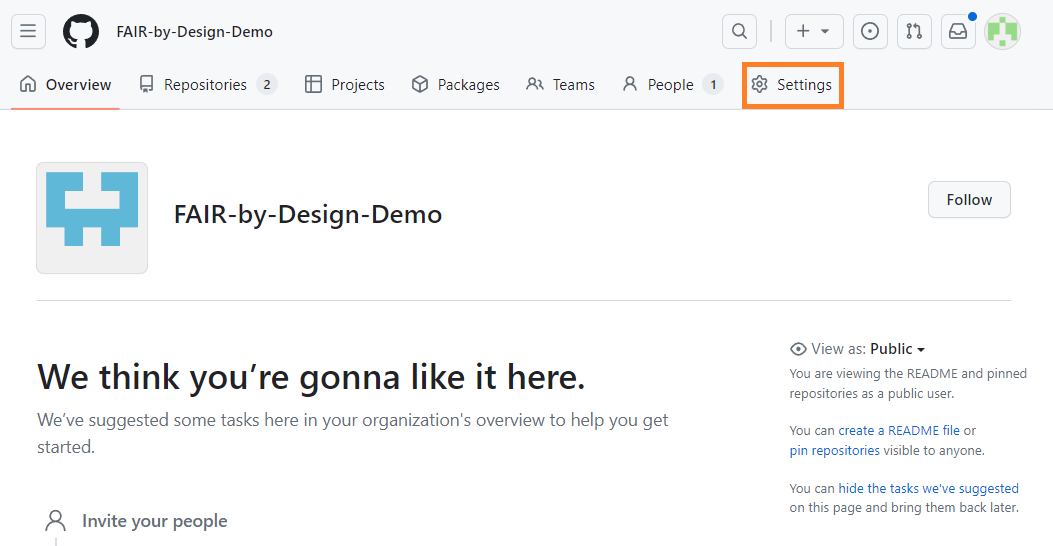 FAIR-by-Design-Demo
Overview Repositories 2 Projects Packages Teams People 1 Settings
FAIR-by-Design-Demo
Follow
We think you’re gonna like it here.
We’ve suggested some tasks here in your organization's overview to help you get
started.
Invite your people
View as: Public
You are viewing the README and pinned
repositories as a public user.
You can create a README file or
pin repositories visible to anyone.
You can hide the tasks we've suggested
on this page and bring them back later.